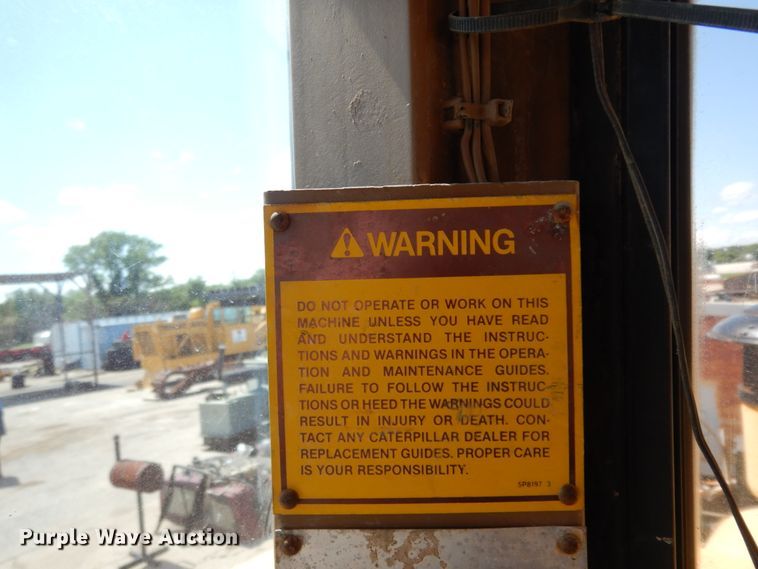 WARNING
DO NOT OPERATE OR WORK ON THIS
MACHINE UNLESS YOU HAVE READ
AND UNDERSTAND THE INSTRUC-
TIONS AND WARNINGS IN THE OPERA-
TION AND MAINTENANCE GUIDES.
FAILURE TO FOLLOW THE INSTRUC-
TIONS OR HEED THE WARNINGS COULD
RESULT IN INJURY OR DEATH. CON-
TACT ANY CATERPILLAR DEALER FOR
REPLACEMENT GUIDES. PROPER CARE
IS YOUR RESPONSIBILITY.
5P8197 3
Purple Wave Auction